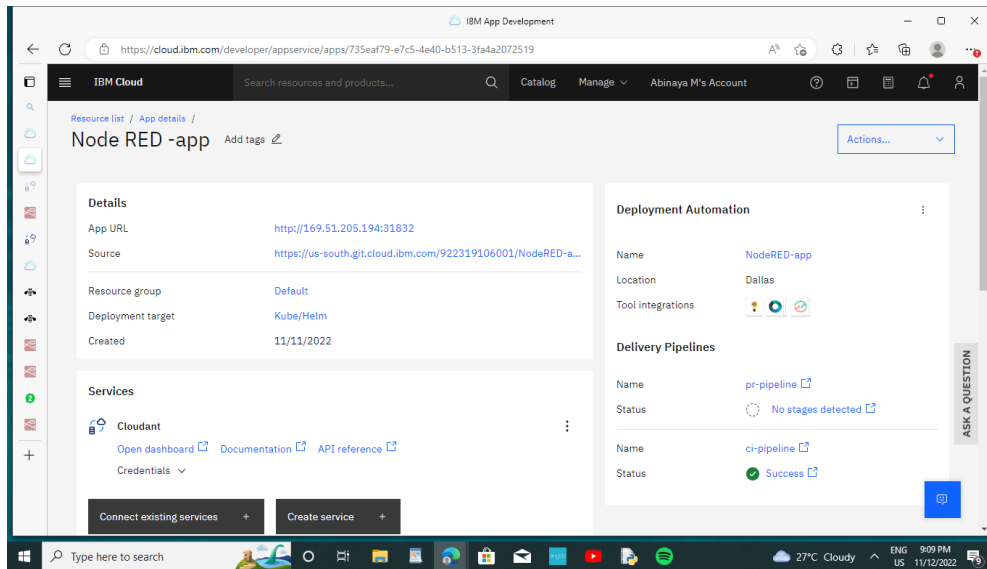 IBM App Development
https://cloud.ibm.com/developer/appservice/apps/735eaf79-e7c5-4e40-b513-3fa4a2072519
IBM Cloud
Search resources and products...
Catalog
Manage
Abinaya M's Account
Resource list / App details /
Node RED -app
Add tags
Actions...
Details
App URL
http://169.51.205.194:31832
Source
https://us-south.git.cloud.ibm.com/922319106001/NodeRED-a...
Resource group
Default
Deployment target
Kube/Helm
Created
11/11/2022
Services
Cloudant
Open dashboard
Documentation
API reference
Credentials
Connect existing services +
Create service +
Deployment Automation
Name
NodeRED-app
Location
Dallas
Tool integrations
Delivery Pipelines
Name
pr-pipeline
Status
No stages detected
Name
ci-pipeline
Status
Success
ASK A QUESTION
2
Type here to search
27°C Cloudy
ENG
US
9:09 PM
11/12/2022
9